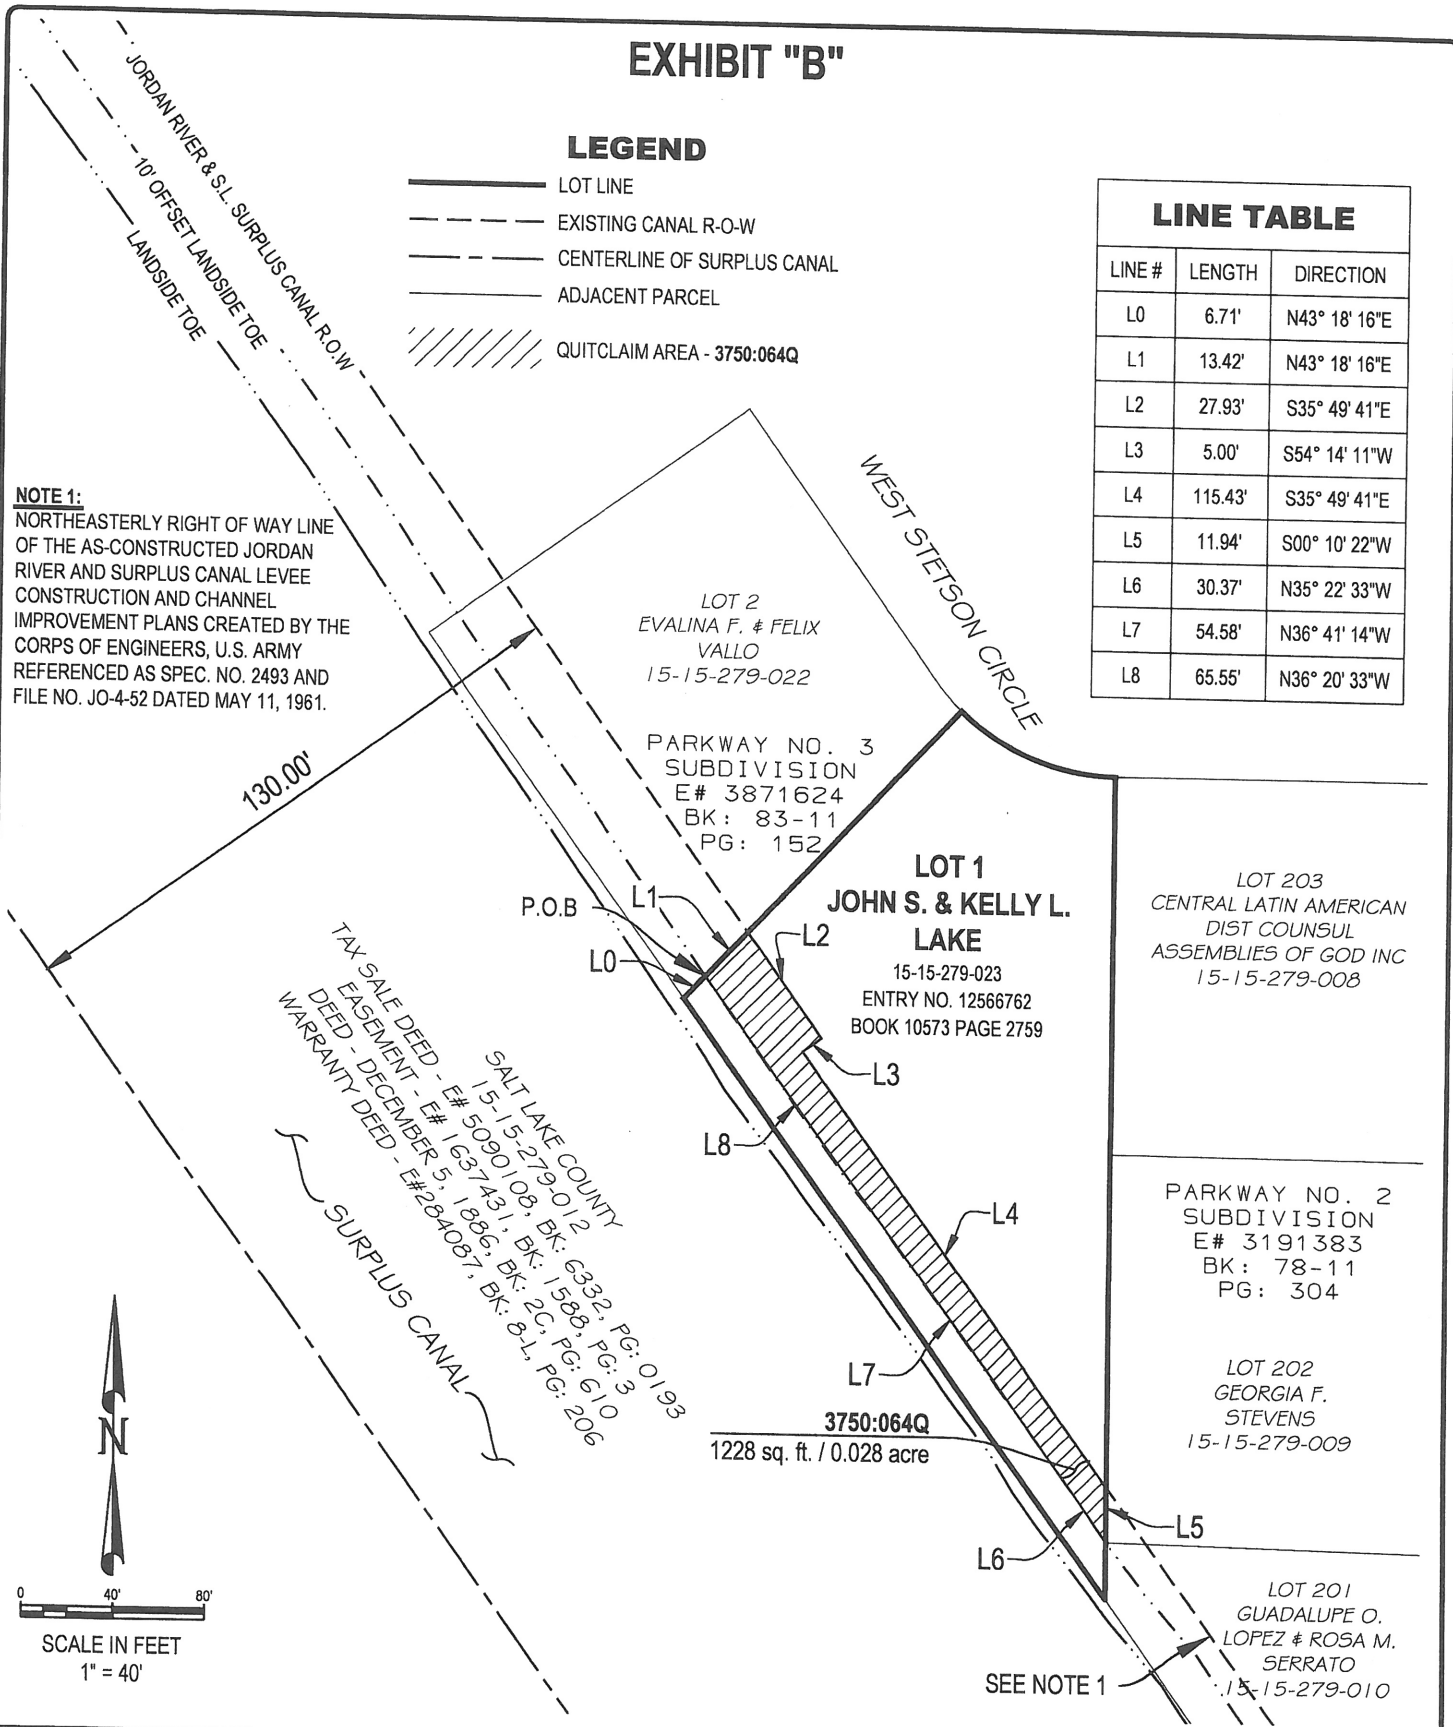 EXHIBIT "B"
LEGEND
LOT LINE
EXISTING CANAL R-O-W
CENTERLINE OF SURPLUS CANAL
ADJACENT PARCEL
QUITCLAIM AREA - 3750:064Q
JORDAN RIVER & S.L. SURPLUS CANAL R.O.W
10' OFFSET LANDSIDE TOE
LANDSIDE TOE
LINE TABLE
LINE # LENGTH DIRECTION
L0 6.71' N43° 18' 16"E
L1 13.42' N43° 18' 16"E
L2 27.93' S35° 49' 41"E
L3 5.00' S54° 14' 11"W
L4 115.43' S35° 49' 41"E
L5 11.94' S00° 10' 22"W
L6 30.37' N35° 22' 33"W
L7 54.58' N36° 41' 14"W
L8 65.55' N36° 20' 33"W
NOTE 1:
NORTHEASTERLY RIGHT OF WAY LINE
OF THE AS-CONSTRUCTED JORDAN
RIVER AND SURPLUS CANAL LEVEE
CONSTRUCTION AND CHANNEL
IMPROVEMENT PLANS CREATED BY THE
CORPS OF ENGINEERS, U.S. ARMY
REFERENCED AS SPEC. NO. 2493 AND
FILE NO. JO-4-52 DATED MAY 11, 1961.
WEST STETSON CIRCLE
LOT 2
EVALINA F. & FELIX
VALLO
15-15-279-022
PARKWAY NO. 3
SUBDIVISION
E# 3871624
BK: 83-11
PG: 152
130.00'
LOT 1
JOHN S. & KELLY L.
LAKE
15-15-279-023
ENTRY NO. 12566762
BOOK 10573 PAGE 2759
LOT 203
CENTRAL LATIN AMERICAN
DIST COUNSUL
ASSEMBLIES OF GOD INC
15-15-279-008
P.O.B
L1
L0
L2
L3
L8
L4
L7
L5
L6
SALT LAKE COUNTY
15-15-279-012
TAX SALE DEED - E# 5090108, BK: 6332, PG: 0193
EASEMENT - E# 1637431, BK: 1588, PG: 3
DEED - DECEMBER 5, 1886, BK: 2C, PG: 610
WARRANTY DEED - E#284087, BK: 8-L, PG: 206
SURPLUS CANAL
PARKWAY NO. 2
SUBDIVISION
E# 3191383
BK: 78-11
PG: 304
LOT 202
GEORGIA F.
STEVENS
15-15-279-009
3750:064Q
1228 sq. ft. / 0.028 acre
N
0 40' 80'
SCALE IN FEET
1" = 40'
LOT 201
GUADALUPE O.
LOPEZ & ROSA M.
SERRATO
15-15-279-010
SEE NOTE 1